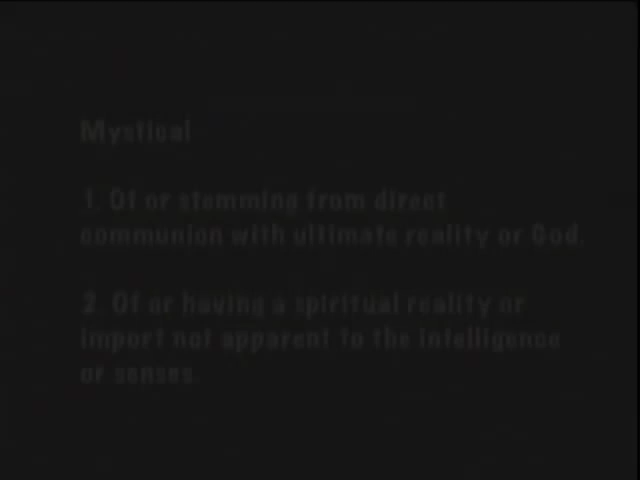 Mystical
1. Of or stemming from direct
communion with ultimate reality or God.
2. Of or having a spiritual reality or
import not apparent to the intelligence
or senses.